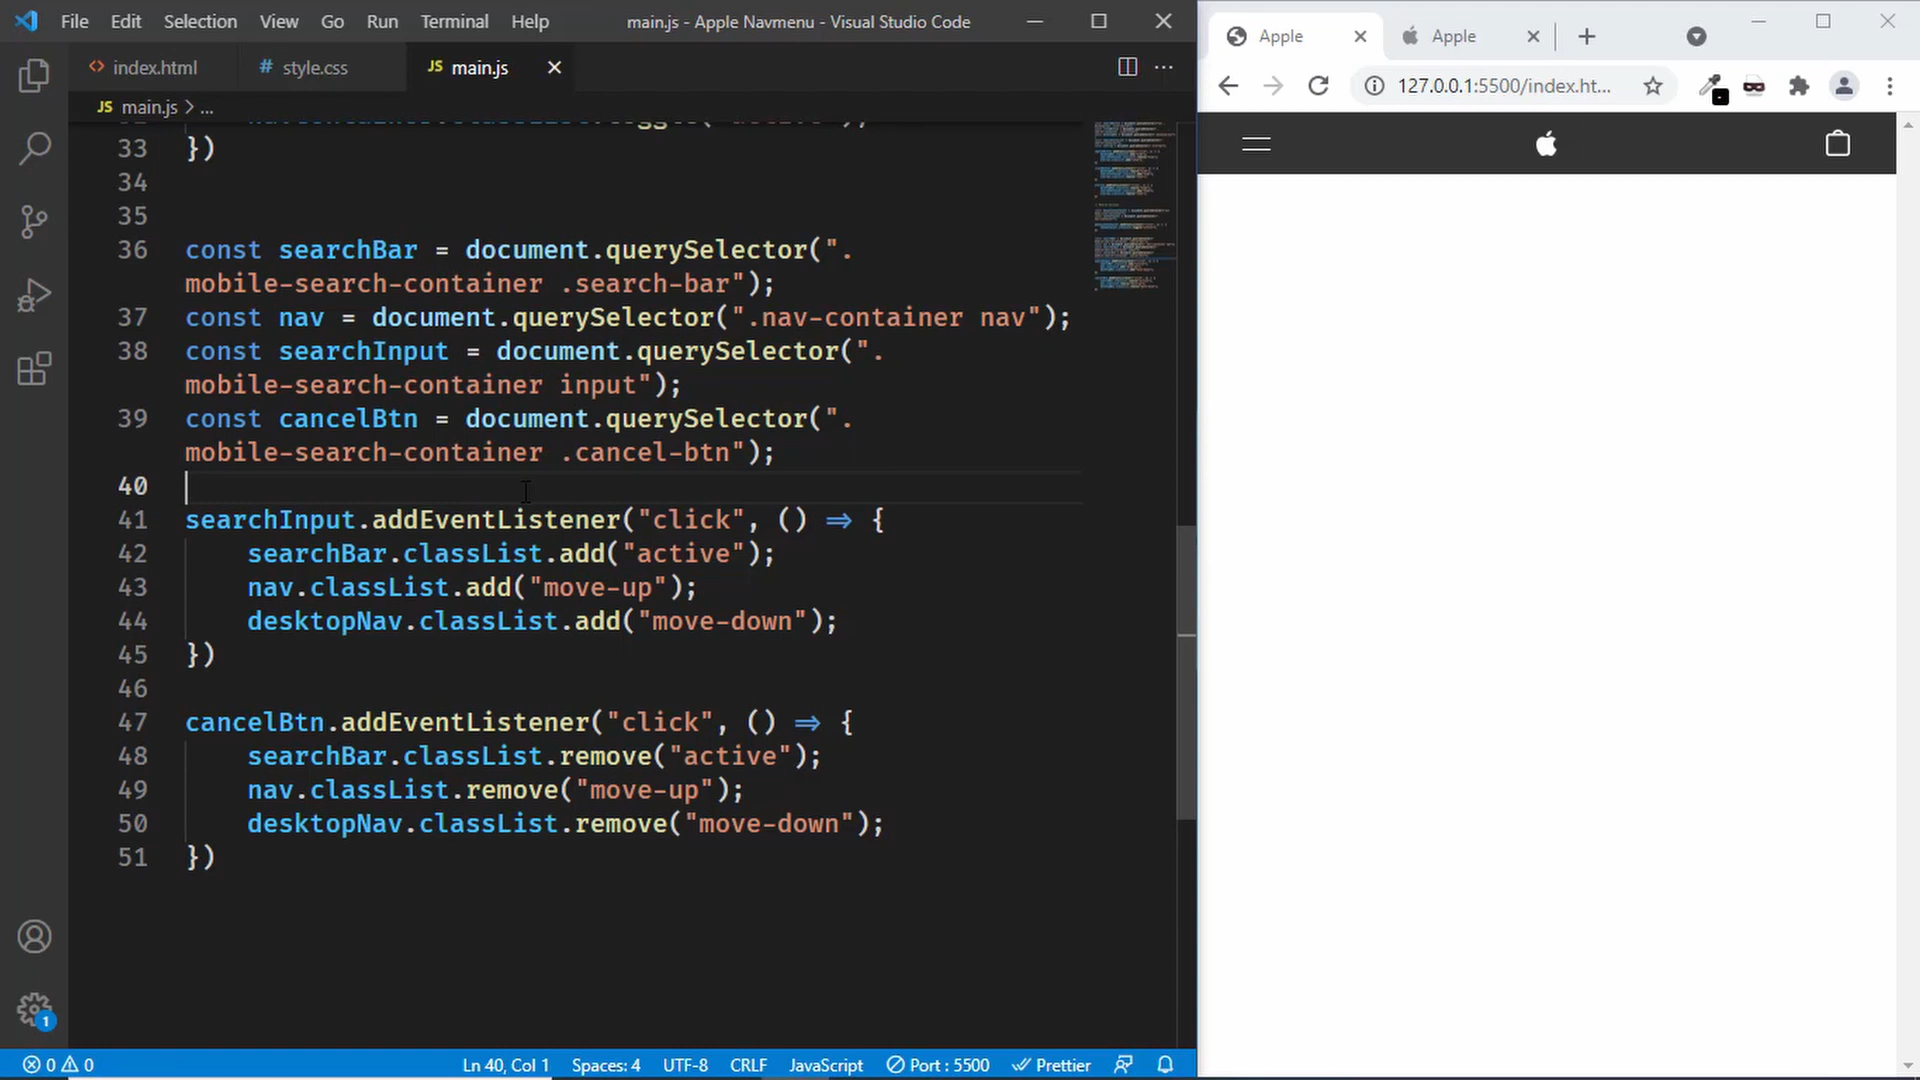 File Edit Selection View Go Run Terminal Help main.js - Apple Navmenu - Visual Studio Code
index.html # style.css JS main.js
JS main.js > ...
33 })
34
35
36 const searchBar = document.querySelector(".
mobile-search-container .search-bar");
37 const nav = document.querySelector(".nav-container nav");
38 const searchInput = document.querySelector(".
mobile-search-container input");
39 const cancelBtn = document.querySelector(".
mobile-search-container .cancel-btn");
40
41 searchInput.addEventListener("click", () ⇒ {
42 searchBar.classList.add("active");
43 nav.classList.add("move-up");
44 desktopNav.classList.add("move-down");
45 })
46
47 cancelBtn.addEventListener("click", () ⇒ {
48 searchBar.classList.remove("active");
49 nav.classList.remove("move-up");
50 desktopNav.classList.remove("move-down");
51 })
1
0 0 Ln 40, Col 1 Spaces: 4 UTF-8 CRLF JavaScript Port : 5500 Prettier
Apple Apple
127.0.0.1:5500/index.ht...